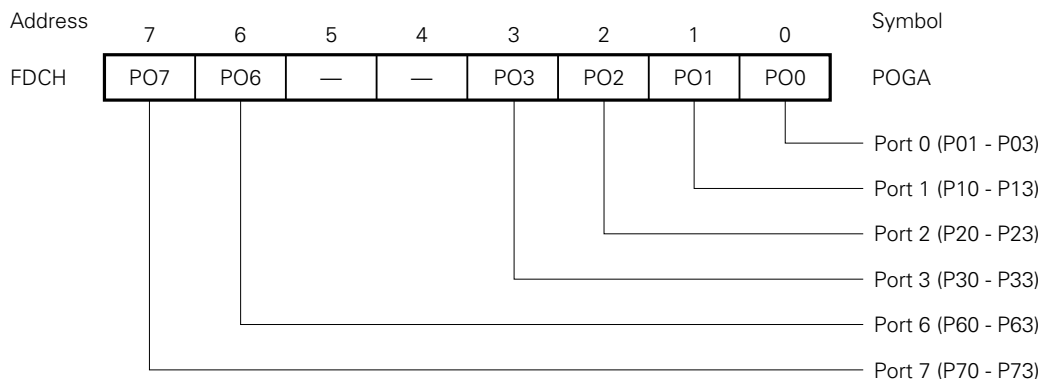 Address 7 6 5 4 3 2 1 0 Symbol
FDCH PO7 PO6 — — PO3 PO2 PO1 PO0 POGA
Port 0 (P01 - P03)
Port 1 (P10 - P13)
Port 2 (P20 - P23)
Port 3 (P30 - P33)
Port 6 (P60 - P63)
Port 7 (P70 - P73)